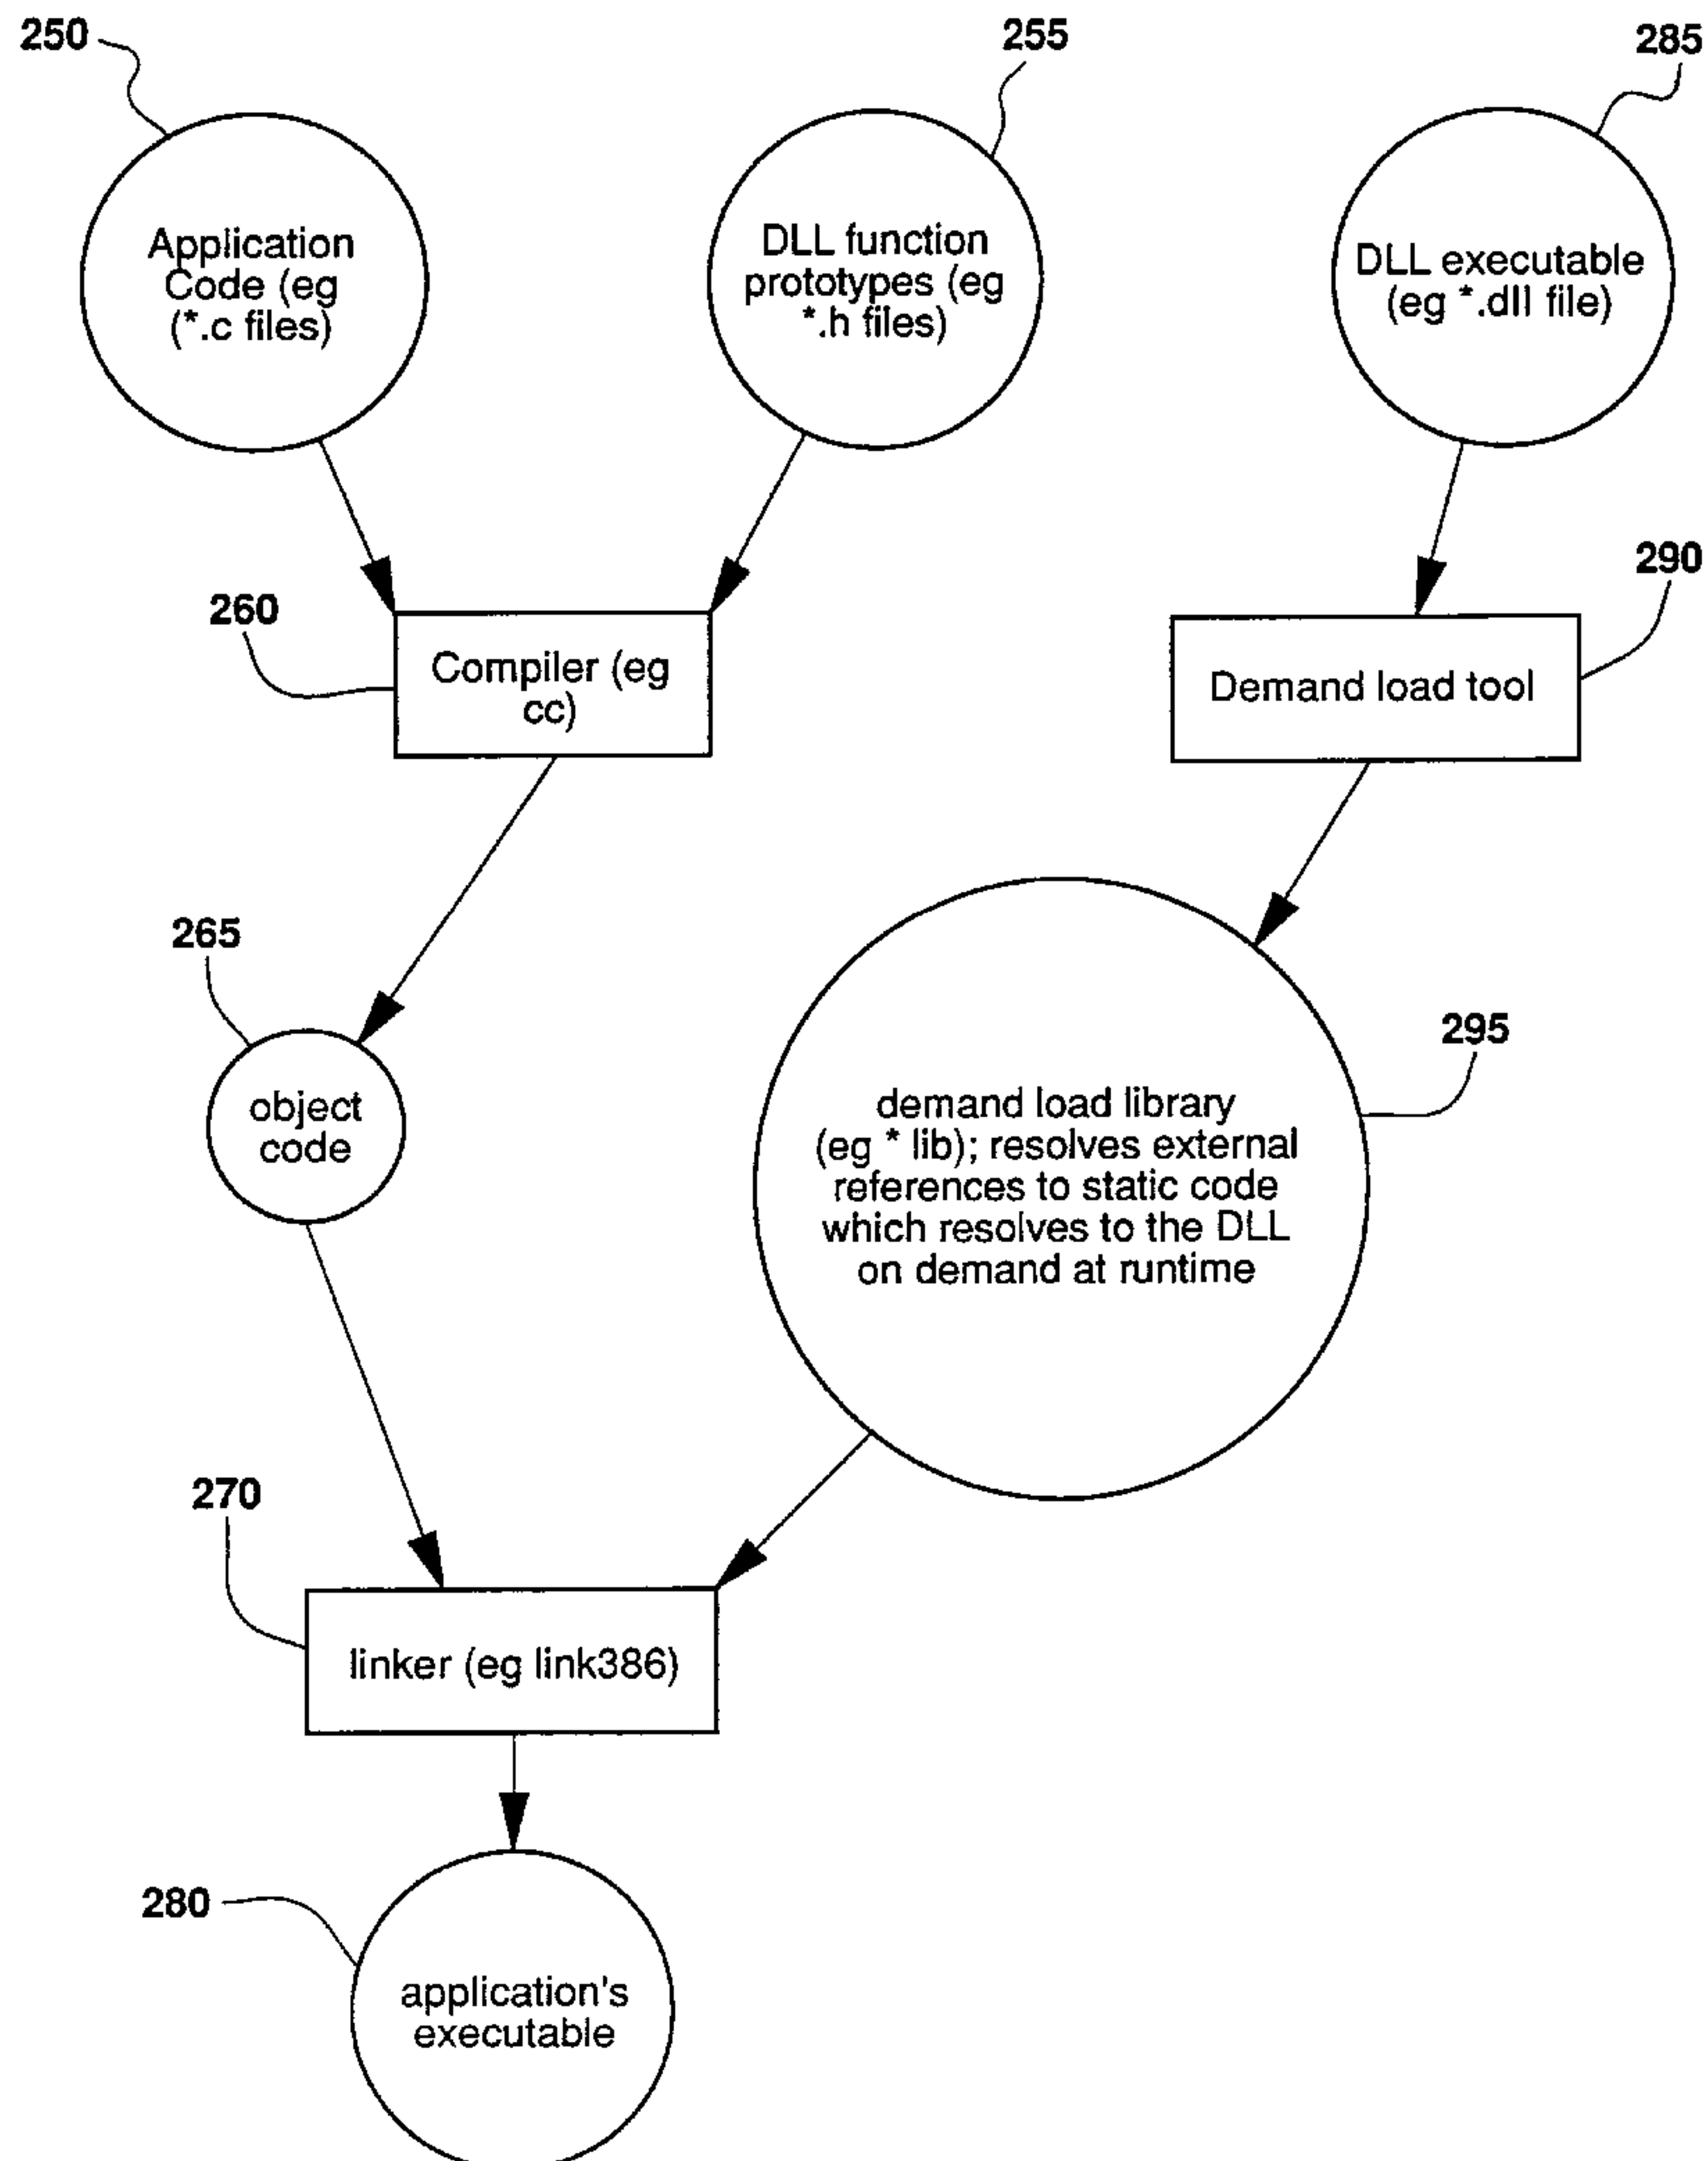 250
255
285
Application
Code (eg
(*.c files)
DLL function
prototypes (eg
*.h files)
DLL executable
(eg *.dll file)
290
260
Compiler (eg
cc)
Demand load tool
265
295
object
code
demand load library
(eg * lib); resolves external
references to static code
which resolves to the DLL
on demand at runtime
270
linker (eg link386)
280
application's
executable